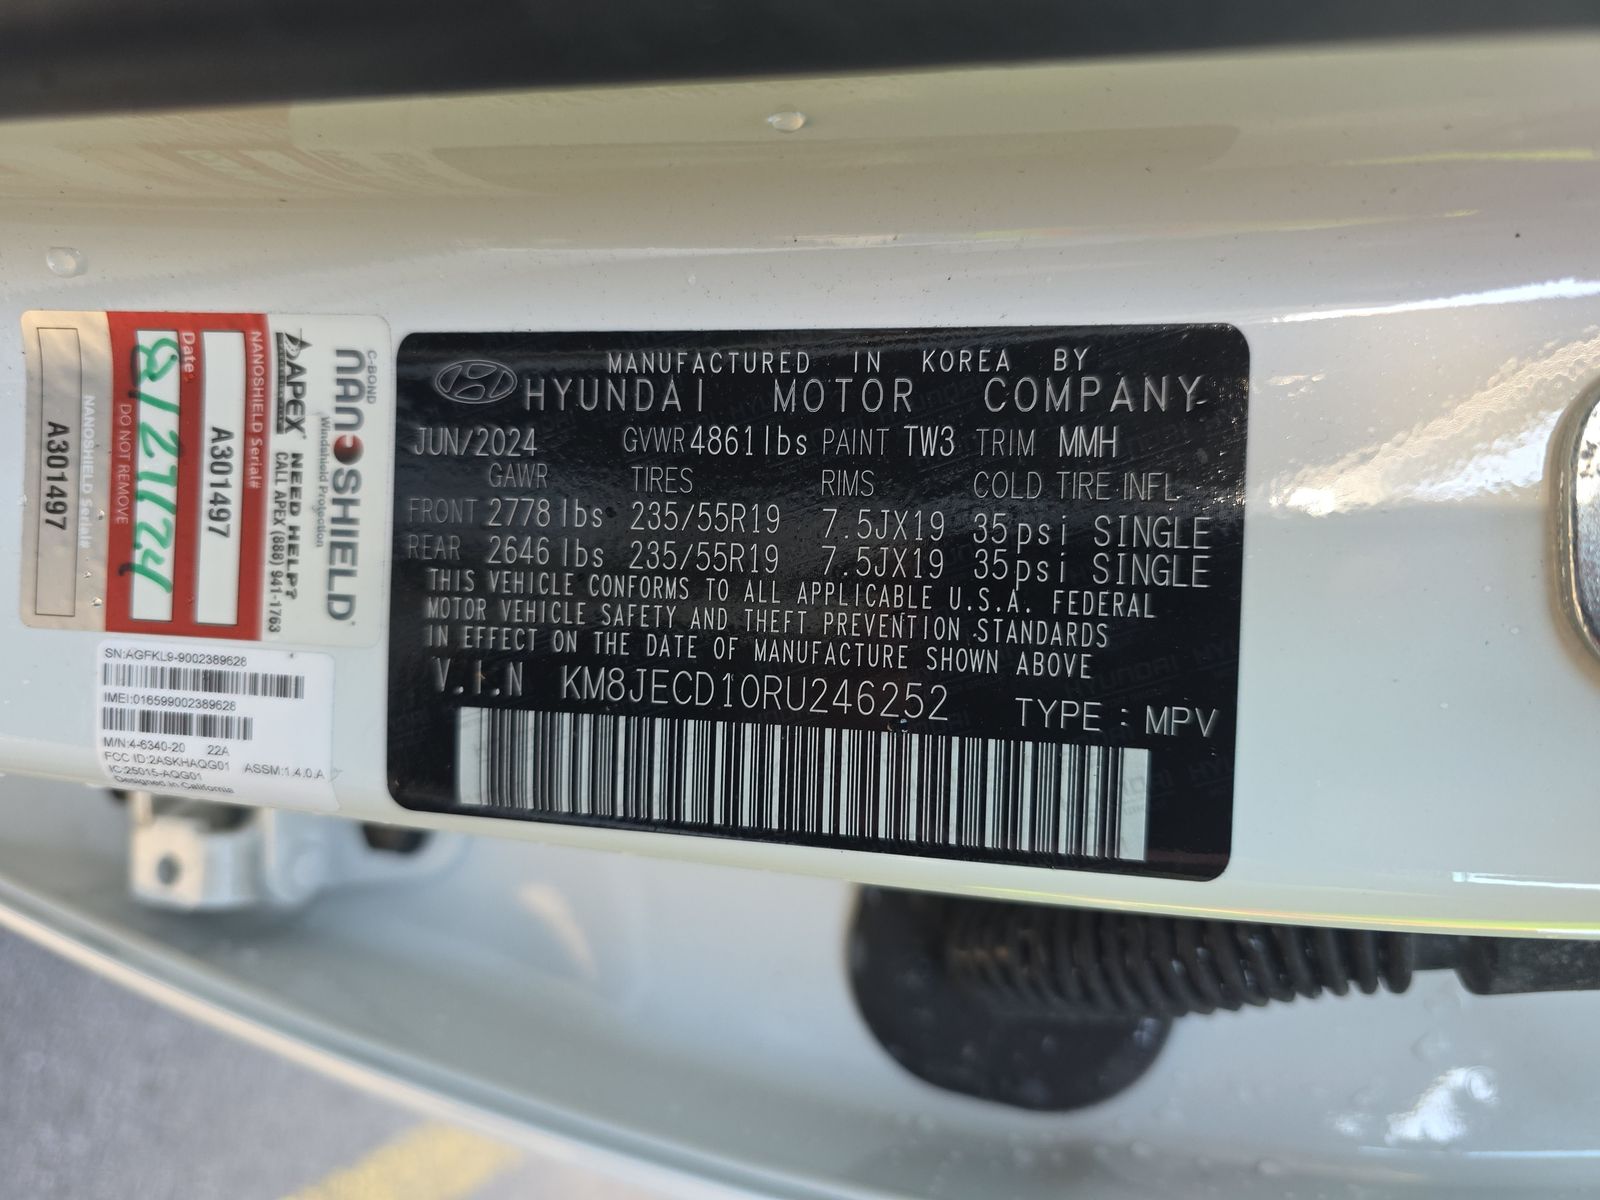 MANUFACTURED IN KOREA BY
HYUNDAI MOTOR COMPANY
JUN/2024 GVWR 4861lbs PAINT TW3 TRIM MMH
GAWR TIRES RIMS COLD TIRE INFL
FRONT 2778 lbs 235/55R19 7.5JX19 35psi SINGLE
REAR 2646 lbs 235/55R19 7.5JX19 35psi SINGLE
THIS VEHICLE CONFORMS TO ALL APPLICABLE U.S.A. FEDERAL
MOTOR VEHICLE SAFETY AND THEFT PREVENTION STANDARDS
IN EFFECT ON THE DATE OF MANUFACTURE SHOWN ABOVE
V.I.N KM8JECD10RU246252 TYPE : MPV
C-BOND
NANOSHIELD
Windshield Protection
APEX
NEED HELP?
CALL APEX (888) 941-1763
NANOSHIELD Serial#
A301497
Date
8/27/24
DO NOT REMOVE
NANOSHIELD Serial#
A301497
SN:AGFKL9-9002389628
IMEI:016599002389628
M/N:4-6340-20 22A
FCC ID:2ASKHAQG01 ASSM:1.4.0.A
IC:25015-AQG01
Designed in California